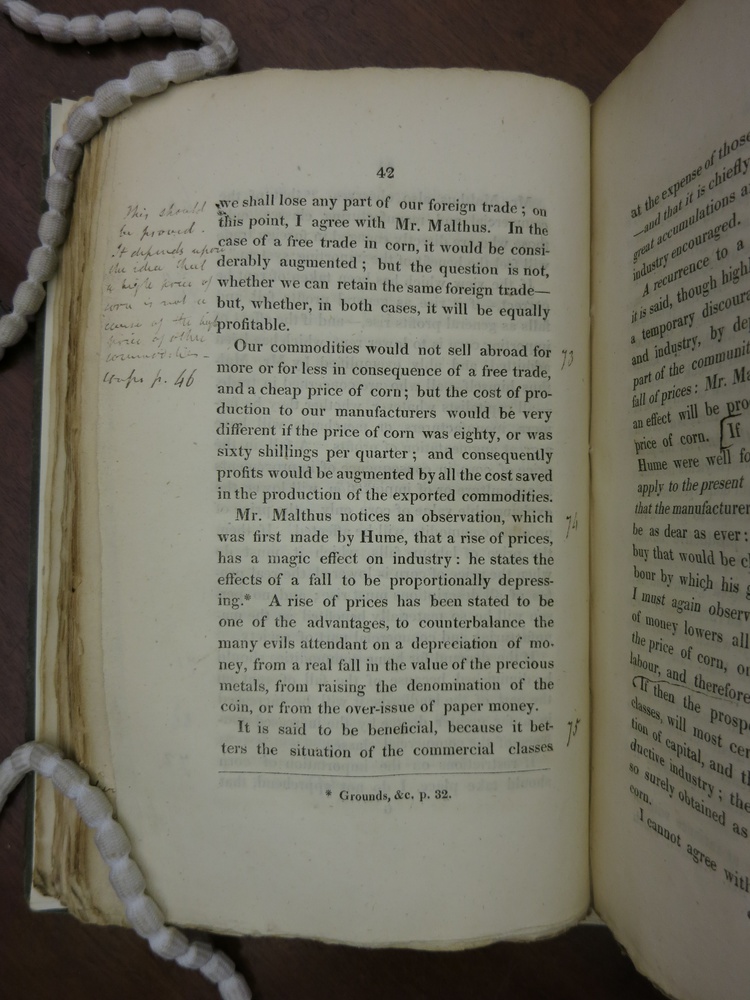 42
we shall lose any part of our foreign trade; on
this point, I agree with Mr. Malthus. In the
case of a free trade in corn, it would be consi-
derably augmented; but the question is not,
whether we can retain the same foreign trade—
but, whether, in both cases, it will be equally
profitable.
Our commodities would not sell abroad for
more or for less in consequence of a free trade,
and a cheap price of corn; but the cost of pro-
duction to our manufacturers would be very
different if the price of corn was eighty, or was
sixty shillings per quarter; and consequently
profits would be augmented by all the cost saved
in the production of the exported commodities.
Mr. Malthus notices an observation, which
was first made by Hume, that a rise of prices,
has a magic effect on industry: he states the
effects of a fall to be proportionally depress-
ing.* A rise of prices has been stated to be
one of the advantages, to counterbalance the
many evils attendant on a depreciation of mo-
ney, from a real fall in the value of the precious
metals, from raising the denomination of the
coin, or from the over-issue of paper money.
It is said to be beneficial, because it bet-
ters the situation of the commercial classes
* Grounds, &c. p. 32.
This should
be proved.
It depends upon
the idea that
a high price of
corn is not a
cause of the high
price of other
commodities
p. 46
73
74
75
at the expense of those
—and that it is chiefly
great accumulations a
industry encouraged.
A recurrence to a
it is said, though high
a temporary discoura
and industry, by de
part of the communit
fall of prices: Mr. Ma
an effect will be pro
price of corn. If
Hume were well fo
apply to the present
that the manufacturer
be as dear as ever:
buy that would be c
bour by which his g
I must again observ
of money lowers all
the price of corn, or
labour, and therefore
If then the prosp
classes, will most cer
tion of capital, and th
ductive industry; the
so surely obtained as
corn.
I cannot agree with